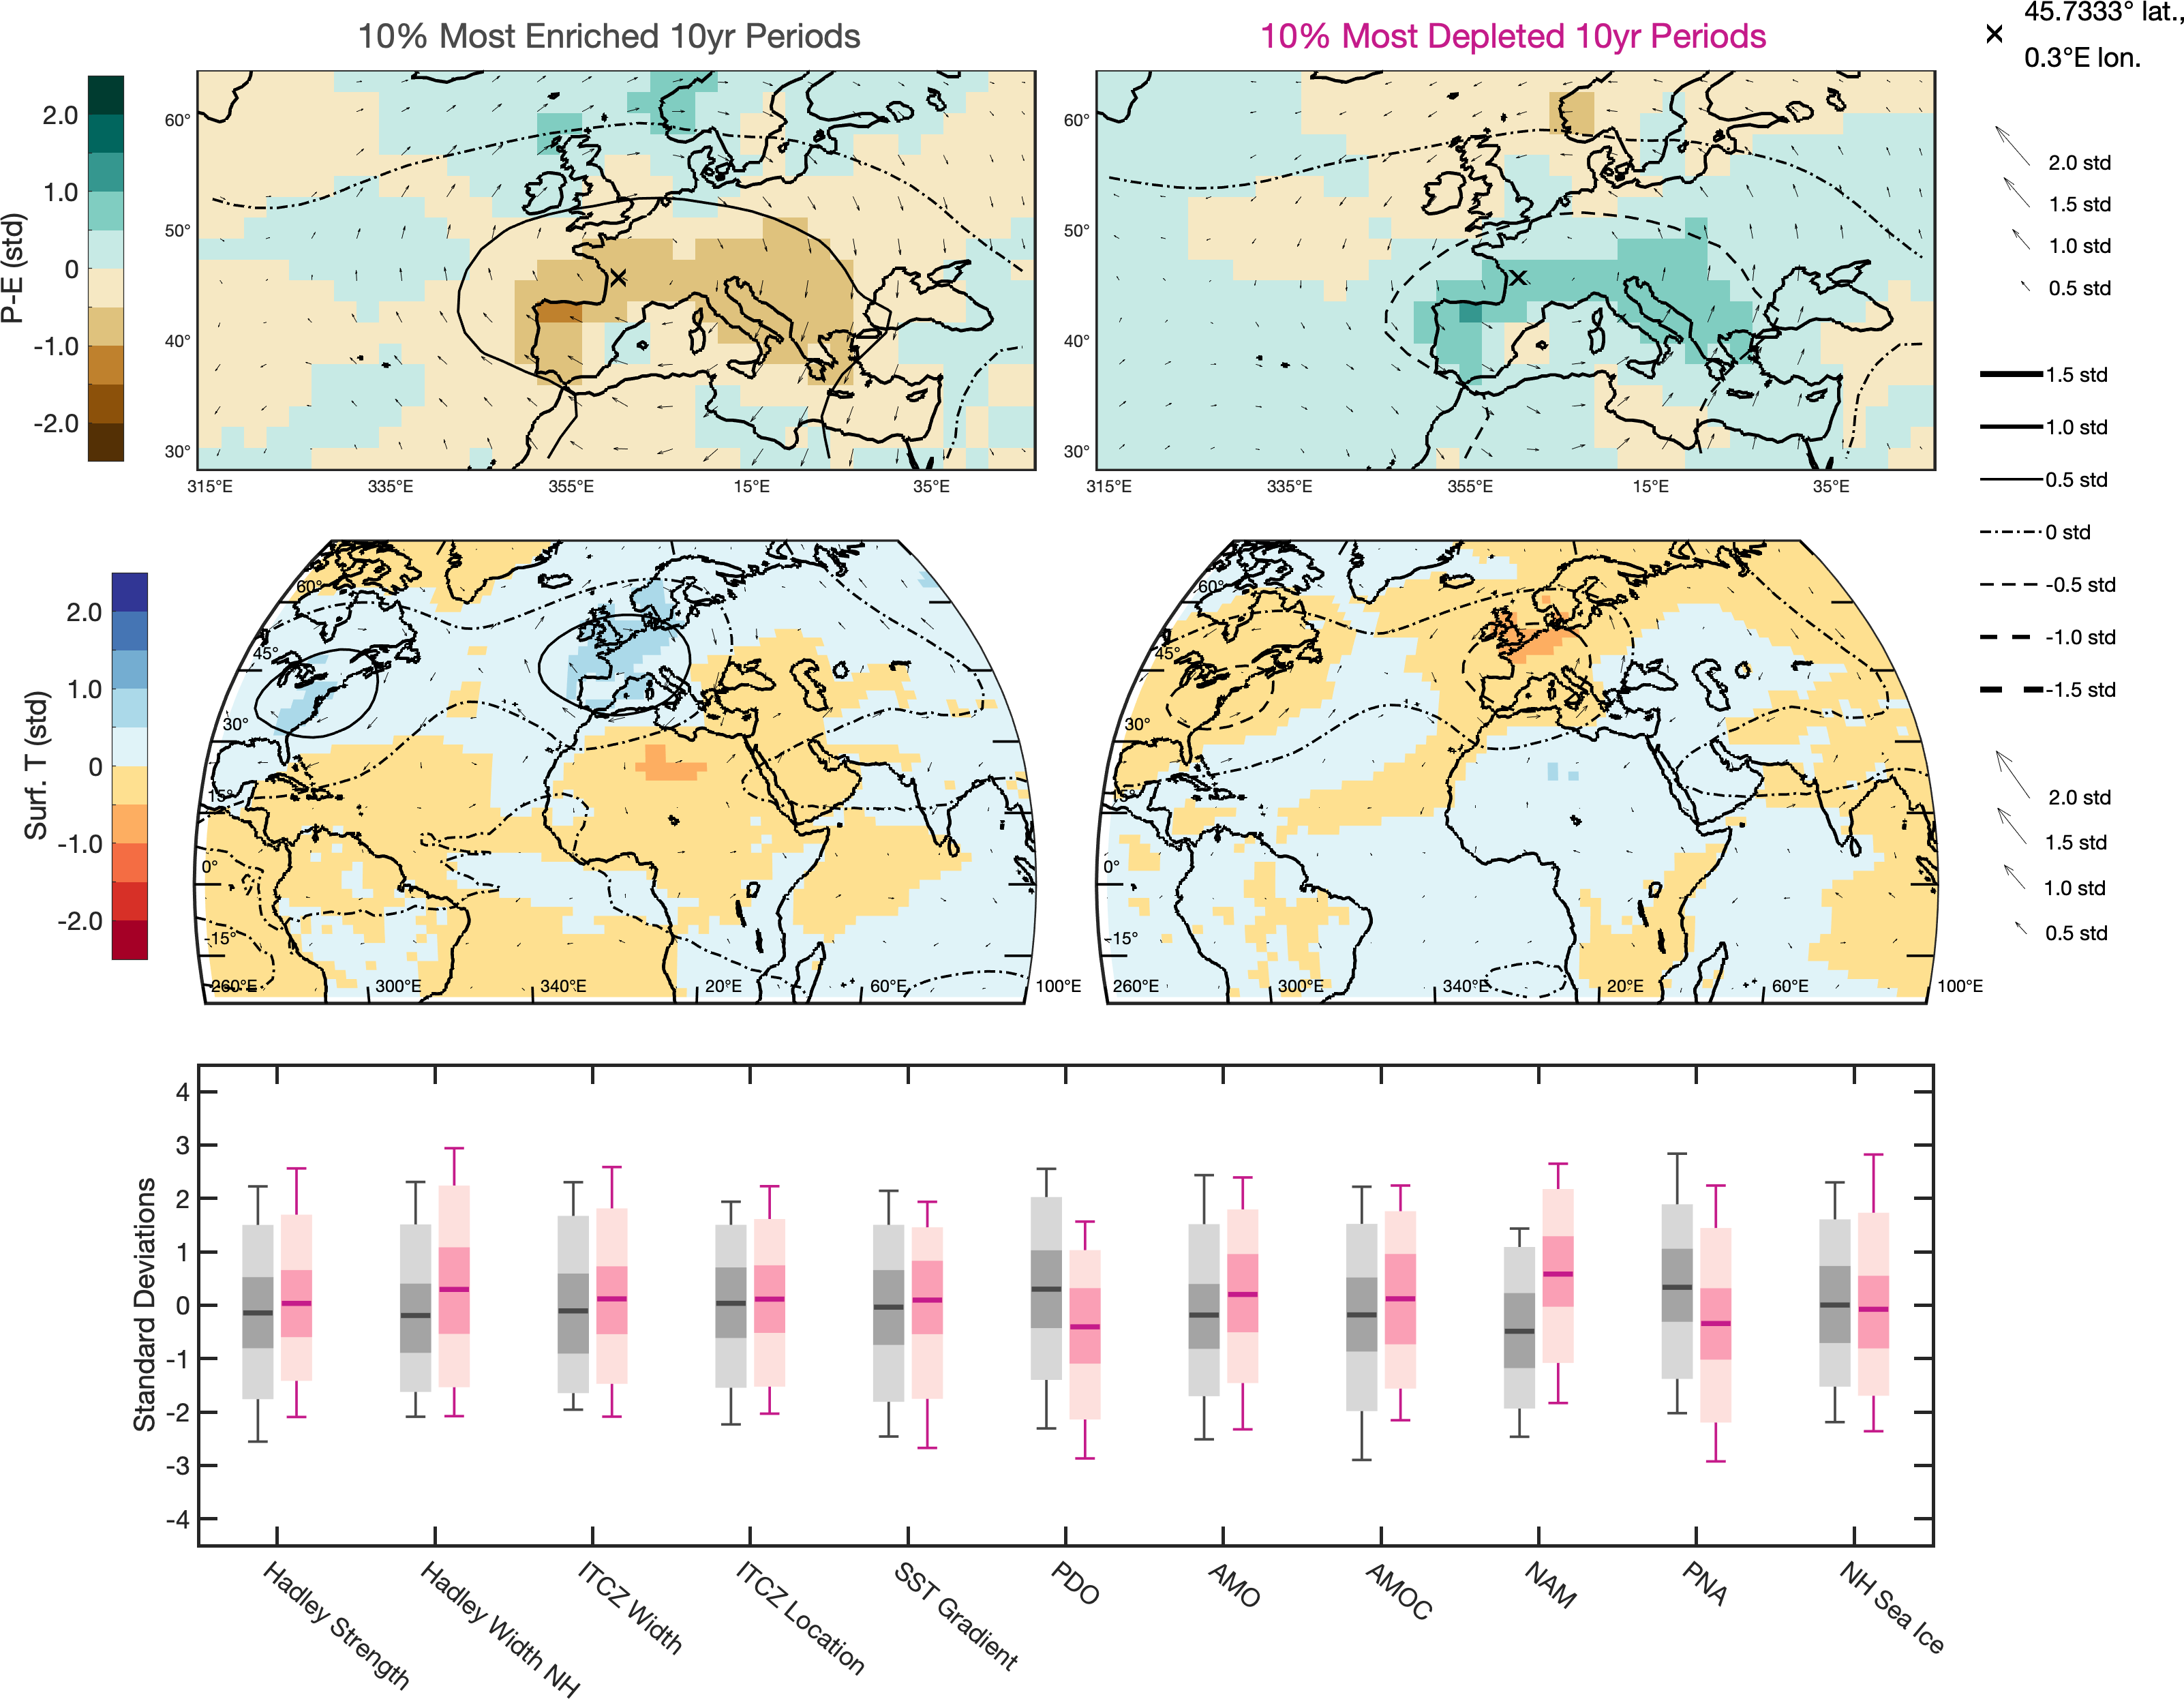 10% Most Enriched 10yr Periods
10% Most Depleted 10yr Periods
45.7333° lat.,
0.3°E lon.
P-E (std)
2.0
1.0
0
-1.0
-2.0
60°
50°
40°
30°
315°E 335°E 355°E 15°E 35°E
60°
50°
40°
30°
315°E 335°E 355°E 15°E 35°E
2.0 std
1.5 std
1.0 std
0.5 std
1.5 std
1.0 std
0.5 std
0 std
-0.5 std
-1.0 std
-1.5 std
Surf. T (std)
2.0
1.0
0
-1.0
-2.0
60°
45°
30°
15°
0°
-15°
260°E 300°E 340°E 20°E 60°E 100°E
60°
45°
30°
15°
0°
-15°
260°E 300°E 340°E 20°E 60°E 100°E
2.0 std
1.5 std
1.0 std
0.5 std
Standard Deviations
4
3
2
1
0
-1
-2
-3
-4
Hadley Strength
Hadley Width NH
ITCZ Width
ITCZ Location
SST Gradient
PDO
AMO
AMOC
NAM
PNA
NH Sea Ice